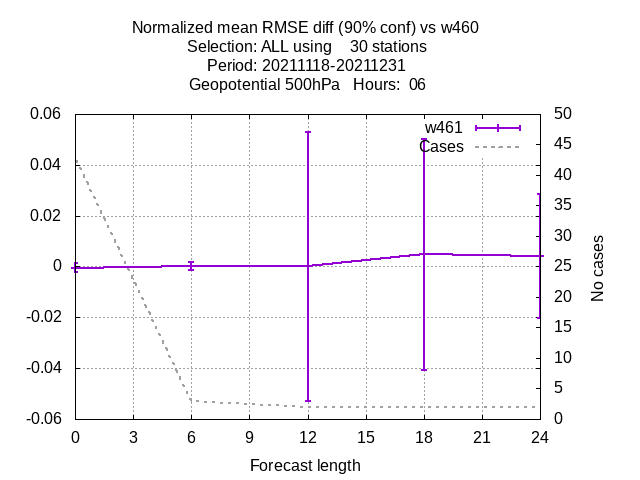 Normalized mean RMSE diff (90% conf) vs w460
Selection: ALL using    30 stations
Period: 20211118-20211231
Geopotential 500hPa   Hours:  06
w461
Cases
0.06
0.04
0.02
0
-0.02
-0.04
-0.06
50
45
40
35
30
25
20
15
10
5
0
No cases
0 3 6 9 12 15 18 21 24
Forecast length